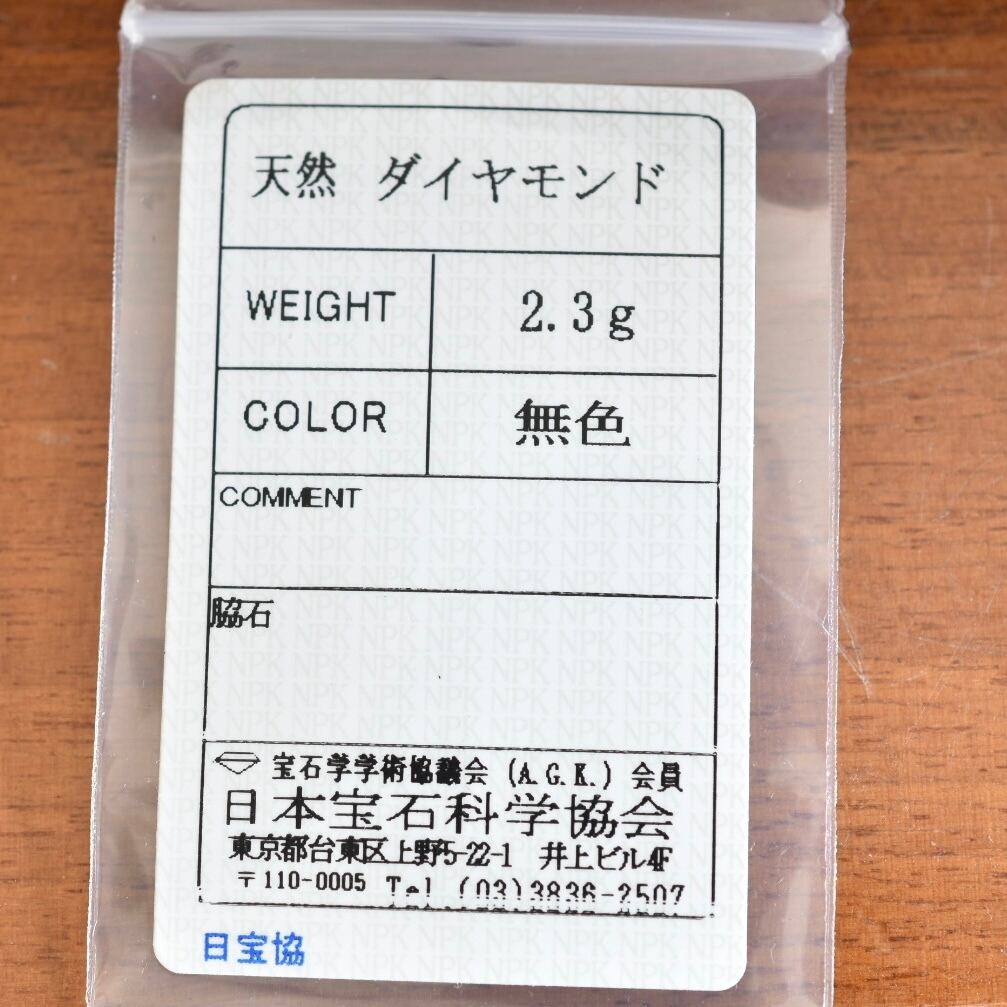 天然 ダイヤモンド
WEIGHT 2.3g
COLOR 無色
COMMENT
脇石
宝石学学術協議会 (A.G.K.) 会員
日本宝石科学協会
東京都台東区上野5-22-1 井上ビル4F
〒110-0005 Tel (03)3836-2507
日宝協